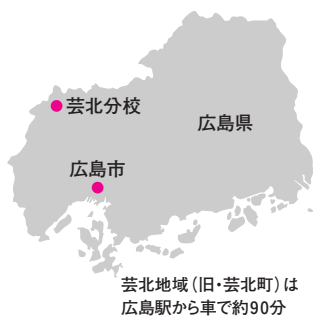 芸北分校
広島県
広島市
芸北地域（旧・芸北町）は
広島駅から車で約90分